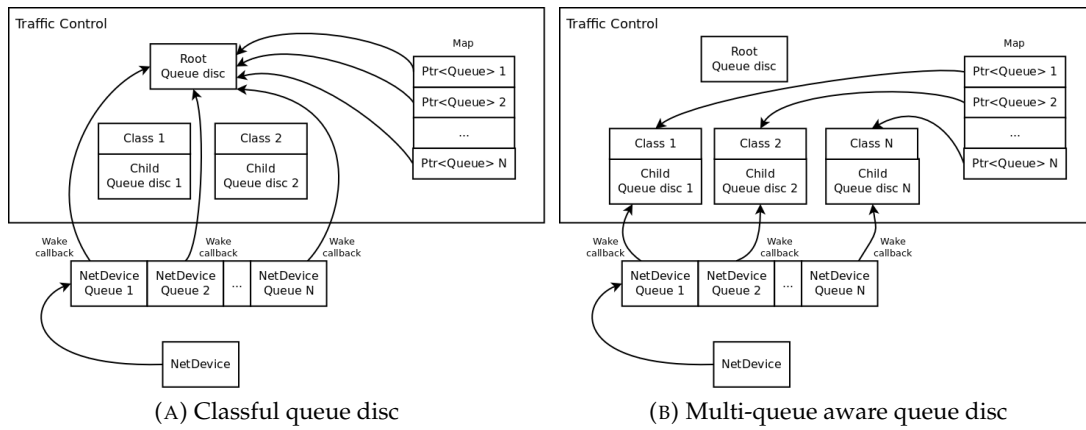 Traffic Control
Root
Queue disc
Map
Ptr<Queue> 1
Ptr<Queue> 2
...
Ptr<Queue> N
Class 1
Child
Queue disc 1
Class 2
Child
Queue disc 2
Wake
callback
Wake
callback
Wake
callback
NetDevice
Queue 1
NetDevice
Queue 2
...
NetDevice
Queue N
NetDevice
(A) Classful queue disc
Traffic Control
Root
Queue disc
Map
Ptr<Queue> 1
Ptr<Queue> 2
...
Ptr<Queue> N
Class 1
Child
Queue disc 1
Class 2
Child
Queue disc 2
Class N
Child
Queue disc N
Wake
callback
Wake
callback
Wake
callback
NetDevice
Queue 1
NetDevice
Queue 2
...
NetDevice
Queue N
NetDevice
(B) Multi-queue aware queue disc